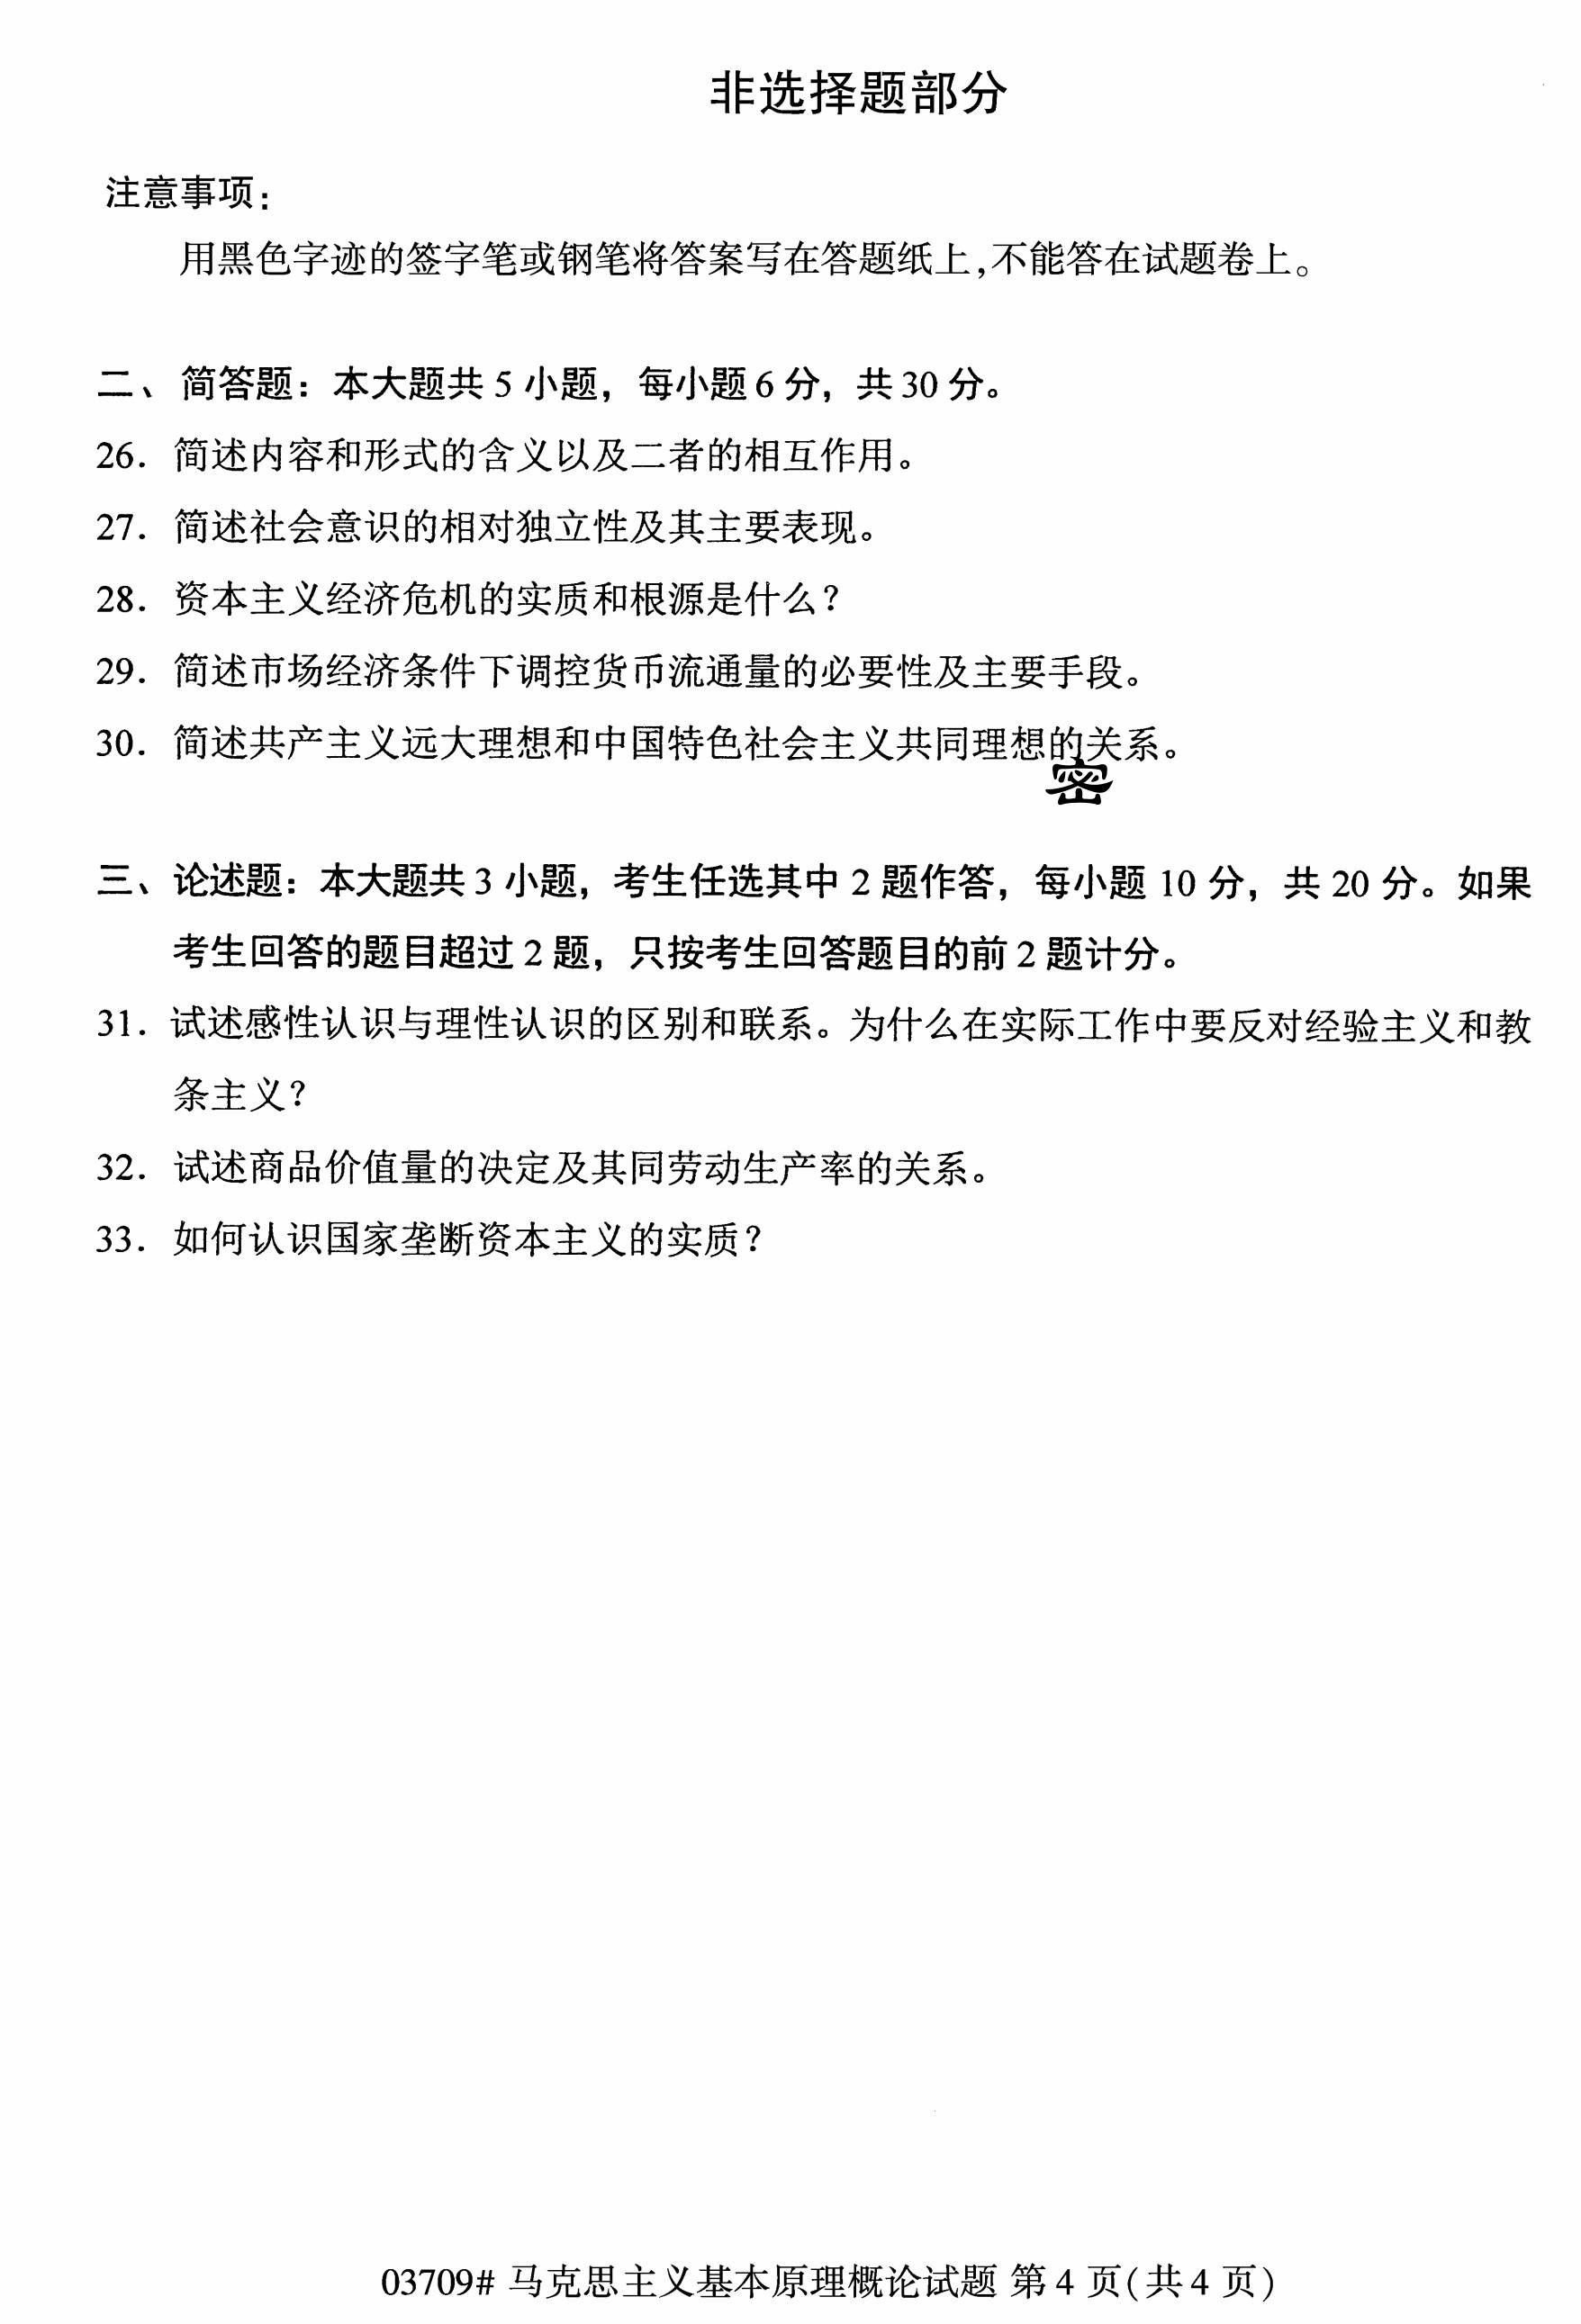 非选择题部分
注意事项：
用黑色字迹的签字笔或钢笔将答案写在答题纸上,不能答在试题卷上。
二、简答题：本大题共 5 小题，每小题 6 分，共 30 分。
26. 简述内容和形式的含义以及二者的相互作用。
27. 简述社会意识的相对独立性及其主要表现。
28. 资本主义经济危机的实质和根源是什么？
29. 简述市场经济条件下调控货币流通量的必要性及主要手段。
30. 简述共产主义远大理想和中国特色社会主义共同理想的关系。
密
三、论述题：本大题共 3 小题，考生任选其中 2 题作答，每小题 10 分，共 20 分。如果
考生回答的题目超过 2 题，只按考生回答题目的前 2 题计分。
31. 试述感性认识与理性认识的区别和联系。为什么在实际工作中要反对经验主义和教
条主义？
32. 试述商品价值量的决定及其同劳动生产率的关系。
33. 如何认识国家垄断资本主义的实质？
03709# 马克思主义基本原理概论试题 第 4 页(共 4 页)